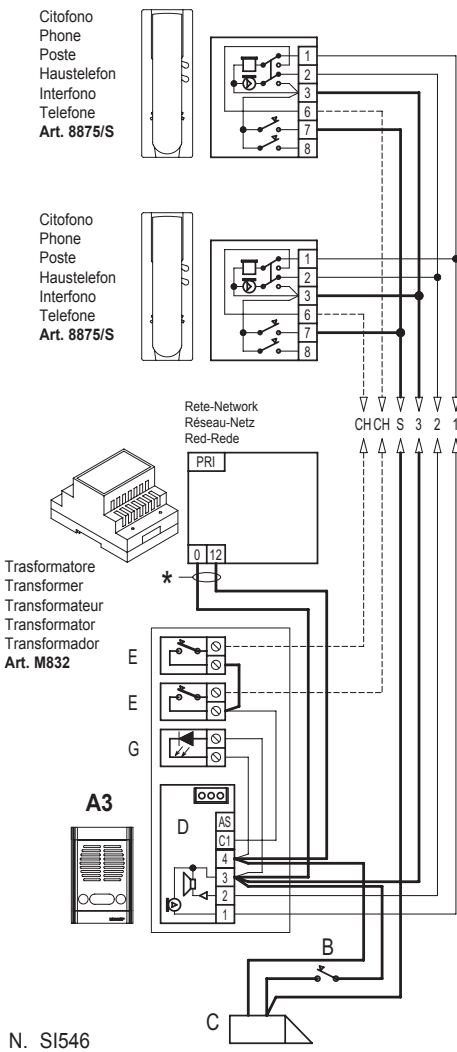 Citofono
Phone
Poste
Haustelefon
Interfono
Telefone
Art. 8875/S
1
2
3
6
7
8
Citofono
Phone
Poste
Haustelefon
Interfono
Telefone
Art. 8875/S
1
2
3
6
7
8
CH CH S 3 2 1
Rete-Network
Réseau-Netz
Red-Rede
PRI
0 12
*
Trasformatore
Transformer
Transformateur
Transformator
Transformador
Art. M832
E
E
G
A3
D
AS
C1
4
3
2
1
B
C
N. SI546